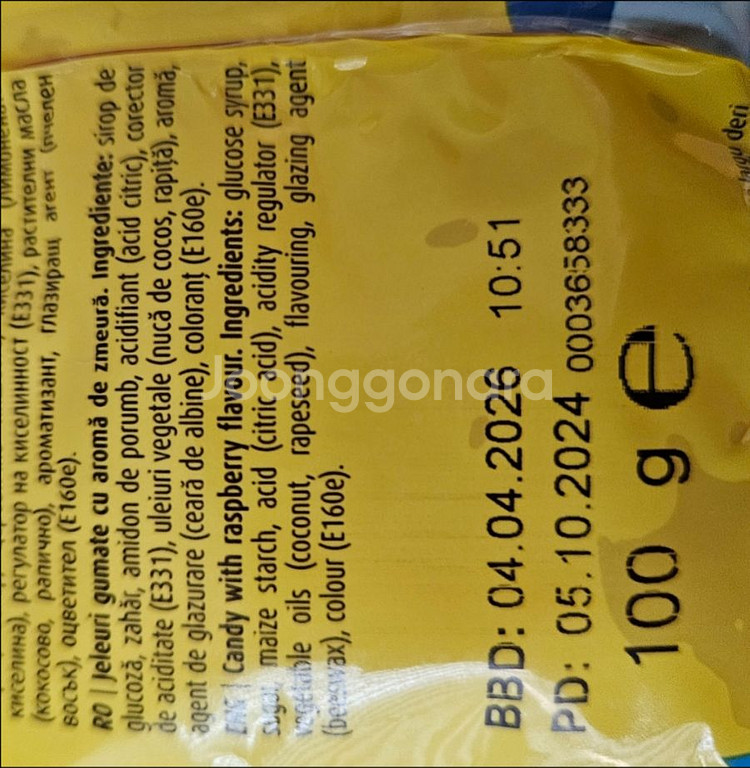 киселина), регулатор на киселинност (E331), растителни масла
(кокосово, рапично), ароматизант, глазиращ агент (пчелен
восък), оцветител (E160e).
RO | Jeleuri gumate cu aromă de zmeură. Ingrediente: sirop de
glucoză, zahăr, amidon de porumb, acidifiant (acid citric), corector
de aciditate (E331), uleiuri vegetale (nucă de cocos, rapiță), aromă,
agent de glazurare (ceară de albine), colorant (E160e).
ENG | Candy with raspberry flavour. Ingredients: glucose syrup,
sugar, maize starch, acid (citric acid), acidity regulator (E331),
vegetable oils (coconut, rapeseed), flavouring, glazing agent
(beeswax), colour (E160e).
BBD: 04.04.2026 10:51
PD: 05.10.2024 0003658333
100 g e
deri
Joonggonara